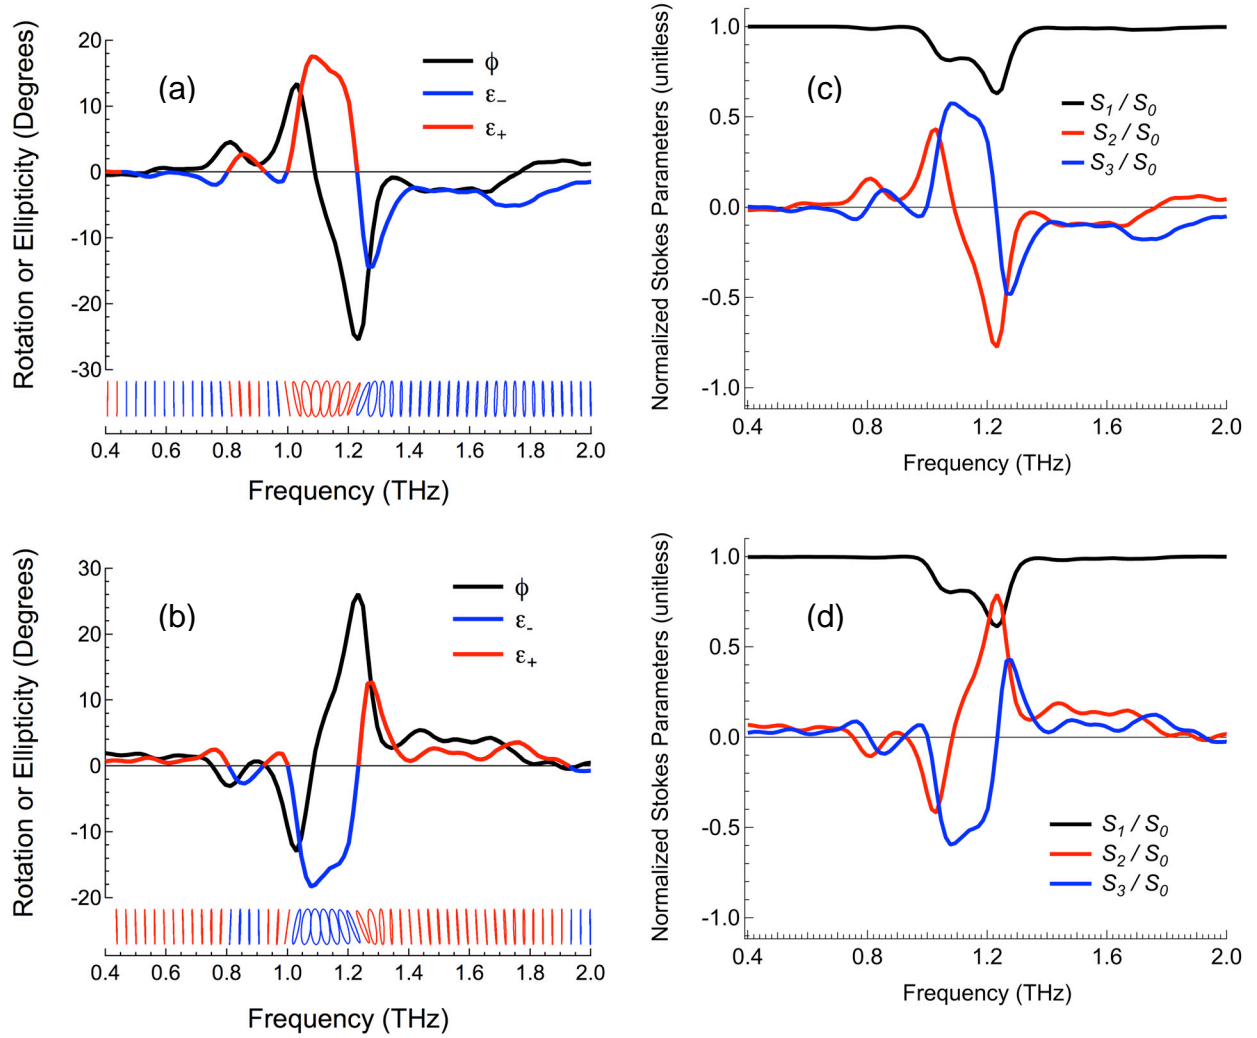 Rotation or Ellipticity (Degrees)
20
10
0
-10
-20
-30
(a)
ϕ
ε₋
ε₊
0.4 0.6 0.8 1.0 1.2 1.4 1.6 1.8 2.0
Frequency (THz)
Normalized Stokes Parameters (unitless)
1.0
0.5
0.0
-0.5
-1.0
(c)
S₁ / S₀
S₂ / S₀
S₃ / S₀
0.4 0.8 1.2 1.6 2.0
Frequency (THz)
Rotation or Ellipticity (Degrees)
30
20
10
0
-10
-20
(b)
ϕ
ε₋
ε₊
0.4 0.6 0.8 1.0 1.2 1.4 1.6 1.8 2.0
Frequency (THz)
Normalized Stokes Parameters (unitless)
1.0
0.5
0.0
-0.5
-1.0
(d)
S₁ / S₀
S₂ / S₀
S₃ / S₀
0.4 0.8 1.2 1.6 2.0
Frequency (THz)